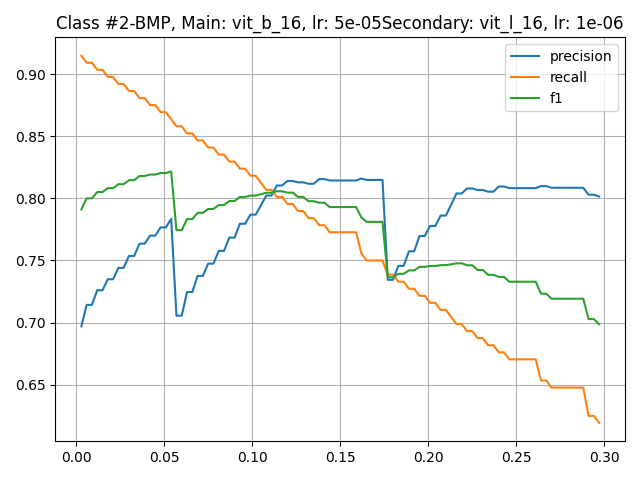 Class #2-BMP, Main: vit_b_16, lr: 5e-05Secondary: vit_l_16, lr: 1e-06
precision
recall
f1
0.90
0.85
0.80
0.75
0.70
0.65
0.00 0.05 0.10 0.15 0.20 0.25 0.30